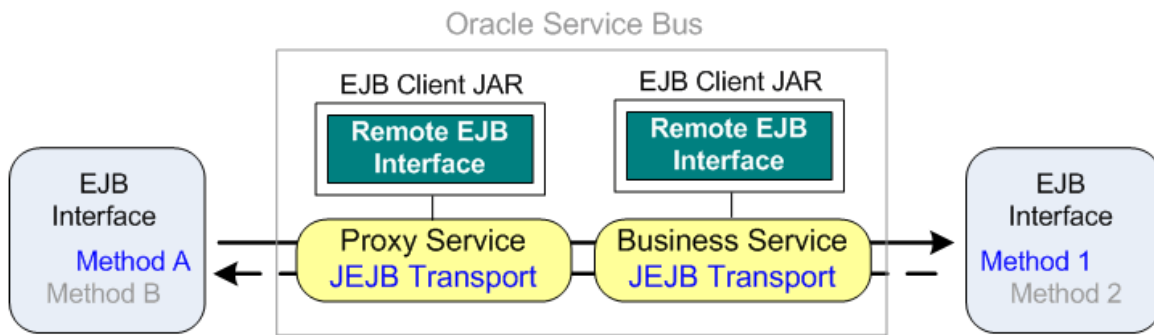 Oracle Service Bus
EJB Client JAR
EJB Client JAR
Remote EJB
Interface
Remote EJB
Interface
EJB
Interface
Method A
Method B
Proxy Service
JEJB Transport
Business Service
JEJB Transport
EJB
Interface
Method 1
Method 2